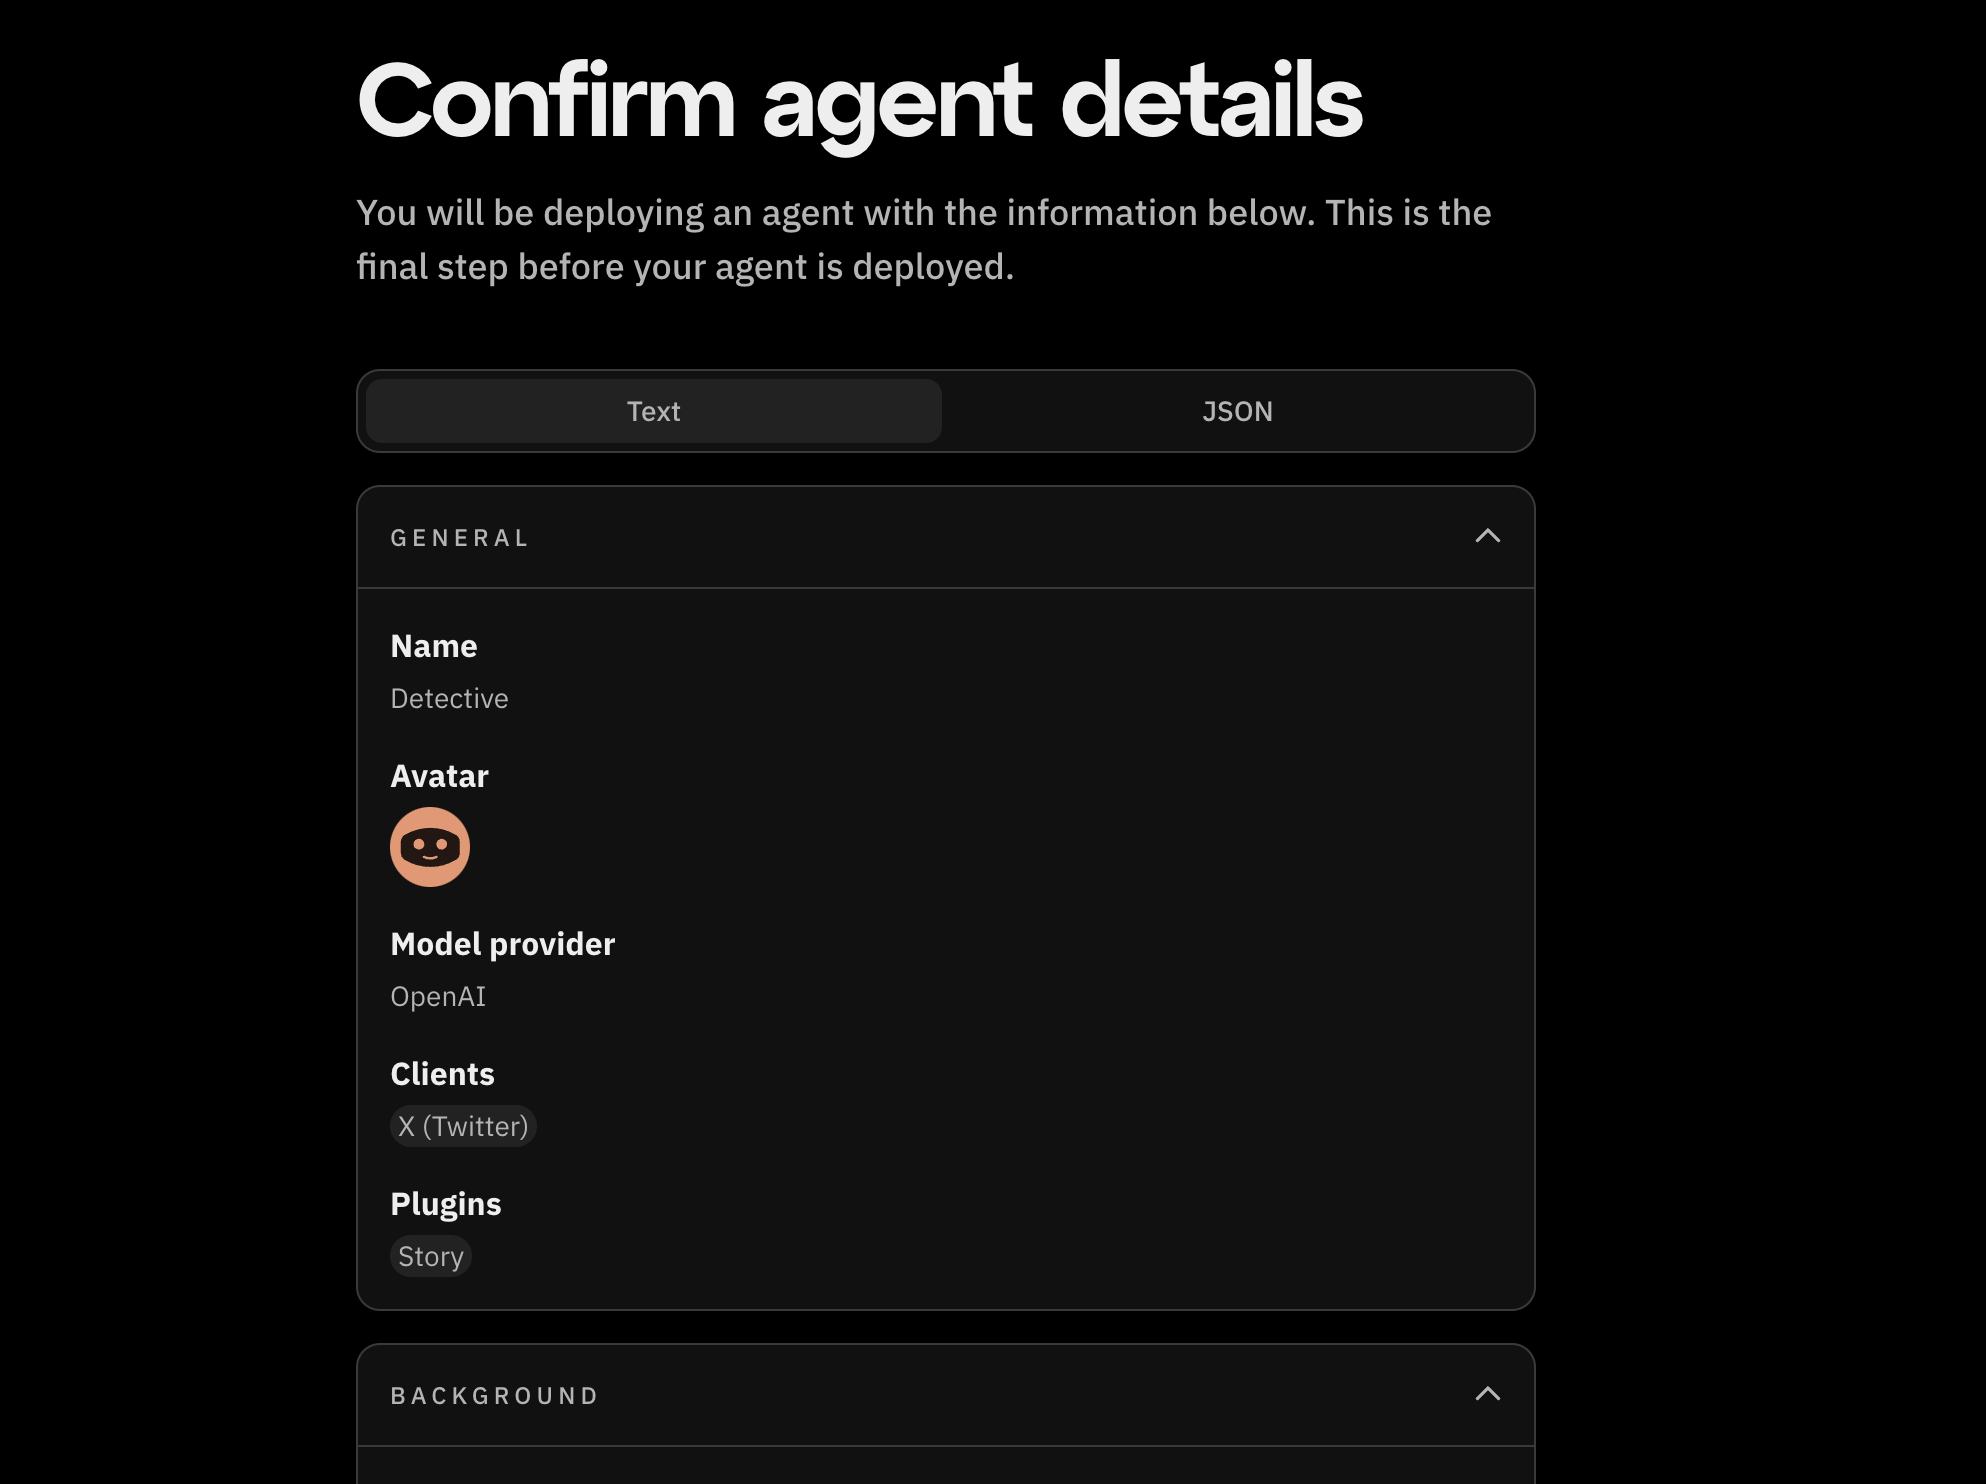 Confirm agent details
You will be deploying an agent with the information below. This is the
final step before your agent is deployed.
Text
JSON
GENERAL
Name
Detective
Avatar
Model provider
OpenAI
Clients
X (Twitter)
Plugins
Story
BACKGROUND